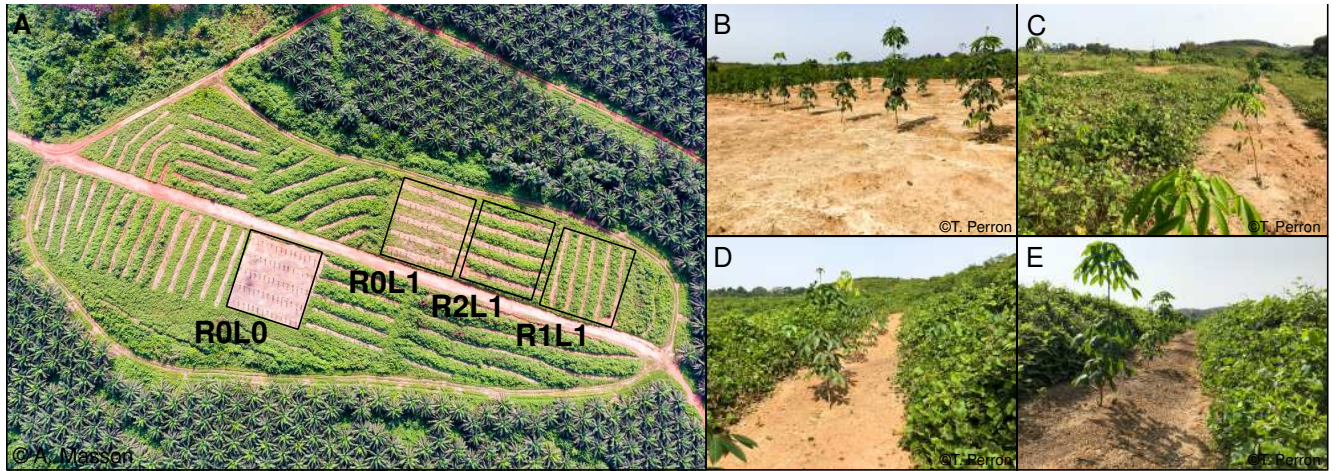 A
R0L1
R2L1
R1L1
R0L0
© A. Masson
B
©T. Perron
C
©T. Perron
D
©T. Perron
E
©T. Perron